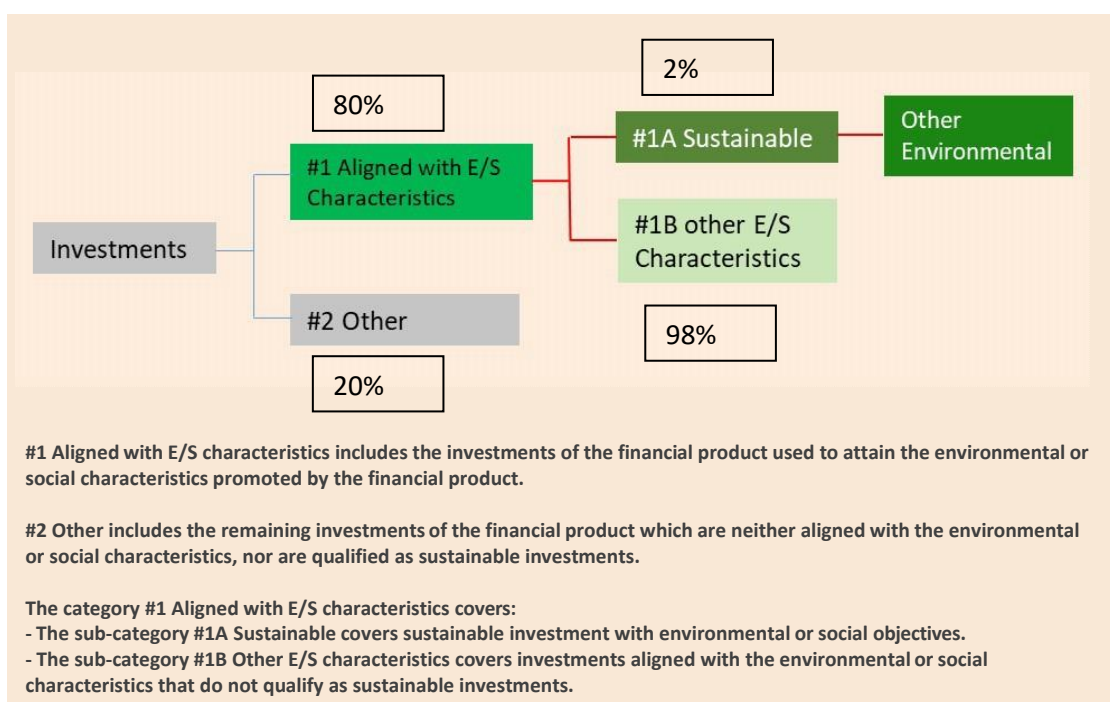 80%
2%
#1 Aligned with E/S
Characteristics
#1A Sustainable
Other
Environmental
Investments
#1B other E/S
Characteristics
#2 Other
98%
20%
#1 Aligned with E/S characteristics includes the investments of the financial product used to attain the environmental or
social characteristics promoted by the financial product.
#2 Other includes the remaining investments of the financial product which are neither aligned with the environmental
or social characteristics, nor are qualified as sustainable investments.
The category #1 Aligned with E/S characteristics covers:
- The sub-category #1A Sustainable covers sustainable investment with environmental or social objectives.
- The sub-category #1B Other E/S characteristics covers investments aligned with the environmental or social
characteristics that do not qualify as sustainable investments.